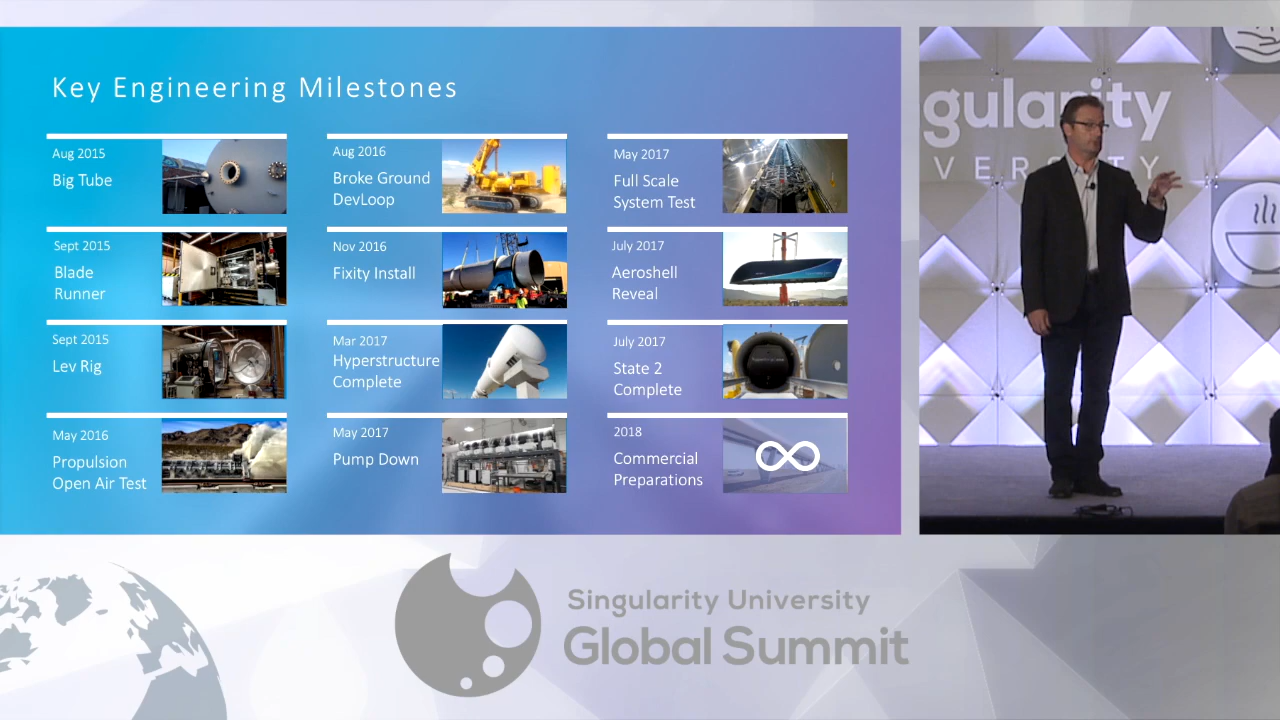 Key Engineering Milestones
Aug 2015
Big Tube
Sept 2015
Blade
Runner
Sept 2015
Lev Rig
May 2016
Propulsion
Open Air Test
Aug 2016
Broke Ground
DevLoop
Nov 2016
Fixity Install
Mar 2017
Hyperstructure
Complete
May 2017
Pump Down
May 2017
Full Scale
System Test
July 2017
Aeroshell
Reveal
July 2017
State 2
Complete
2018
Commercial
Preparations
gularity
VERSITY
Singularity University
Global Summit